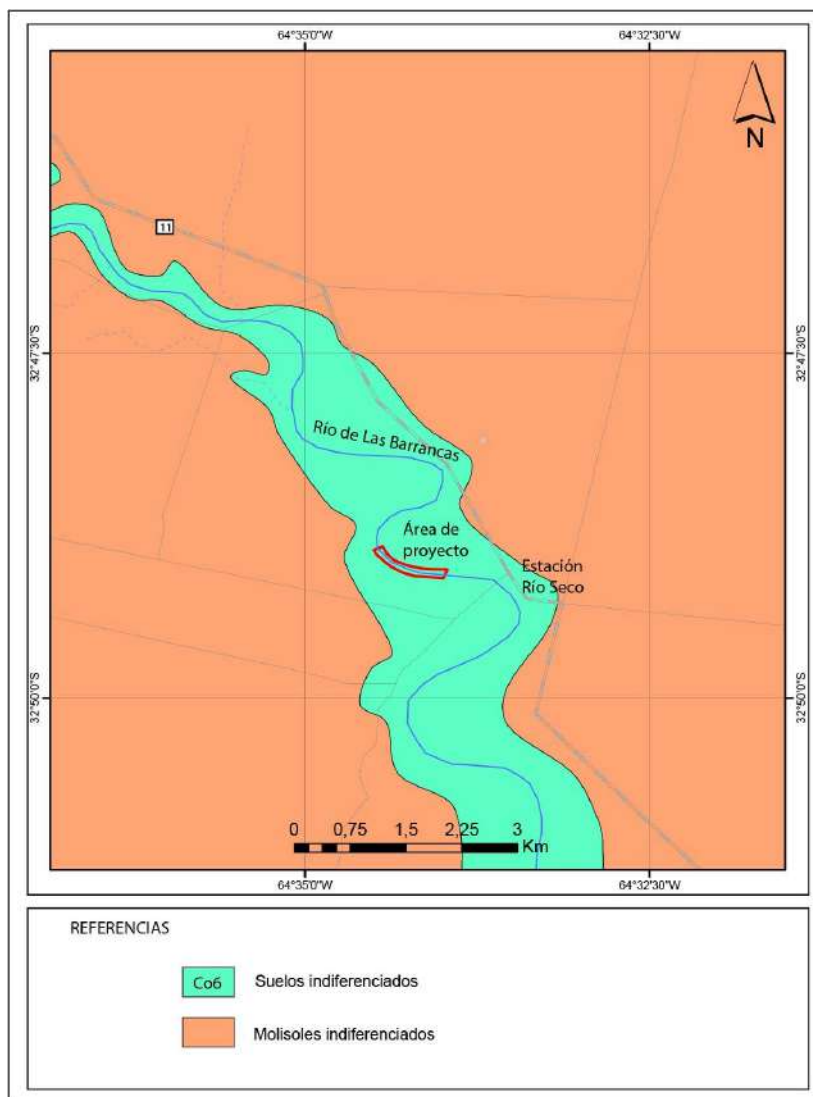 64°35'0"W
64°32'30"W
N
11
32°47'30"S
32°47'30"S
Río de Las Barrancas
Área de
proyecto
Estación
Río Seco
32°50'0"S
32°50'0"S
0 0,75 1,5 2,25 3
Km
64°35'0"W
64°32'30"W
REFERENCIAS
Co6 Suelos indiferenciados
Molisoles indiferenciados